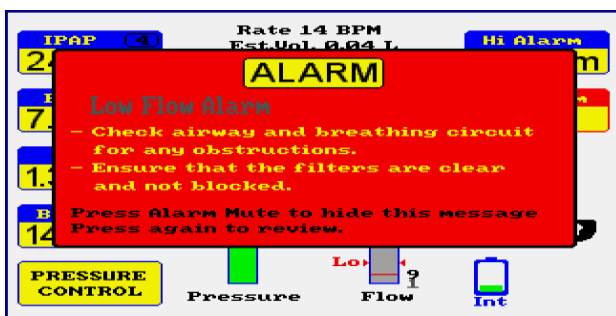 IPAP (4)
Rate 14 BPM
Est.Vol. 0.04 L
Hi Alarm
ALARM
Low Flow Alarm
- Check airway and breathing circuit
for any obstructions.
- Ensure that the filters are clear
and not blocked.
Press Alarm Mute to hide this message
Press again to review.
PRESSURE
CONTROL
Pressure
Lo
Flow
Int